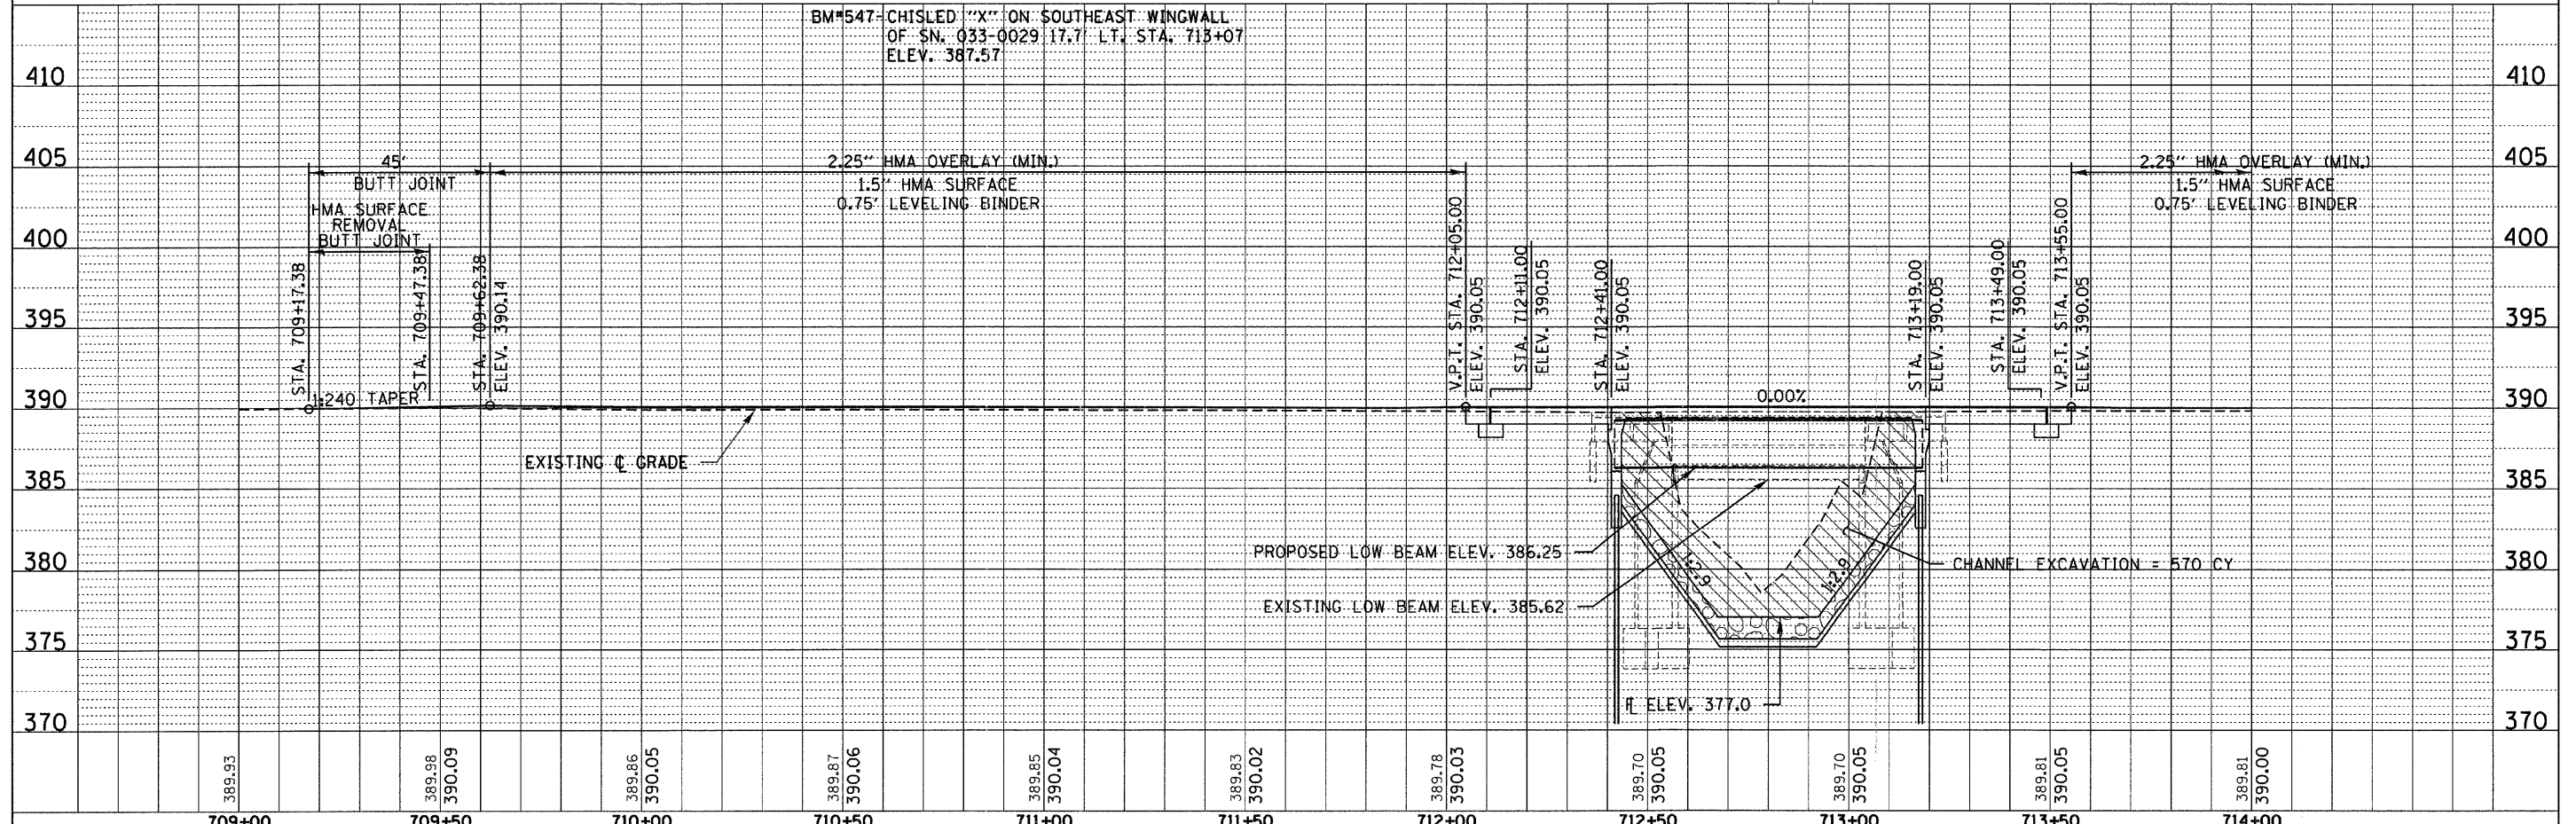 BM#547-CHISLED "X" ON SOUTHEAST WINGWALL
OF SN. 033-0029 17.7' LT. STA. 713+07
ELEV. 387.57
410
410
405
45'
2.25" HMA OVERLAY (MIN.)
2.25" HMA OVERLAY (MIN.)
405
BUTT JOINT
1.5" HMA SURFACE
1.5" HMA SURFACE
0.75' LEVELING BINDER
0.75' LEVELING BINDER
HMA SURFACE
REMOVAL
BUTT JOINT
400
400
STA. 709+17.38
STA. 709+47.38
STA. 709+62.38
ELEV. 390.14
V.P.T. STA. 712+05.00
ELEV. 390.05
STA. 712+11.00
ELEV. 390.05
STA. 712+41.00
ELEV. 390.05
STA. 713+19.00
ELEV. 390.05
STA. 713+49.00
ELEV. 390.05
V.P.T. STA. 713+55.00
ELEV. 390.05
395
395
390
1:240 TAPER
0.00%
390
EXISTING ℄ GRADE
385
385
PROPOSED LOW BEAM ELEV. 386.25
CHANNEL EXCAVATION = 570 CY
380
380
1:2.9
1:2.9
EXISTING LOW BEAM ELEV. 385.62
375
375
ELEV. 377.0
370
370
389.93
389.98
390.09
389.86
390.05
389.87
390.06
389.85
390.04
389.83
390.02
389.78
390.03
389.70
390.05
389.70
390.05
389.81
390.05
389.81
390.00
709+00
709+50
710+00
710+50
711+00
711+50
712+00
712+50
713+00
713+50
714+00